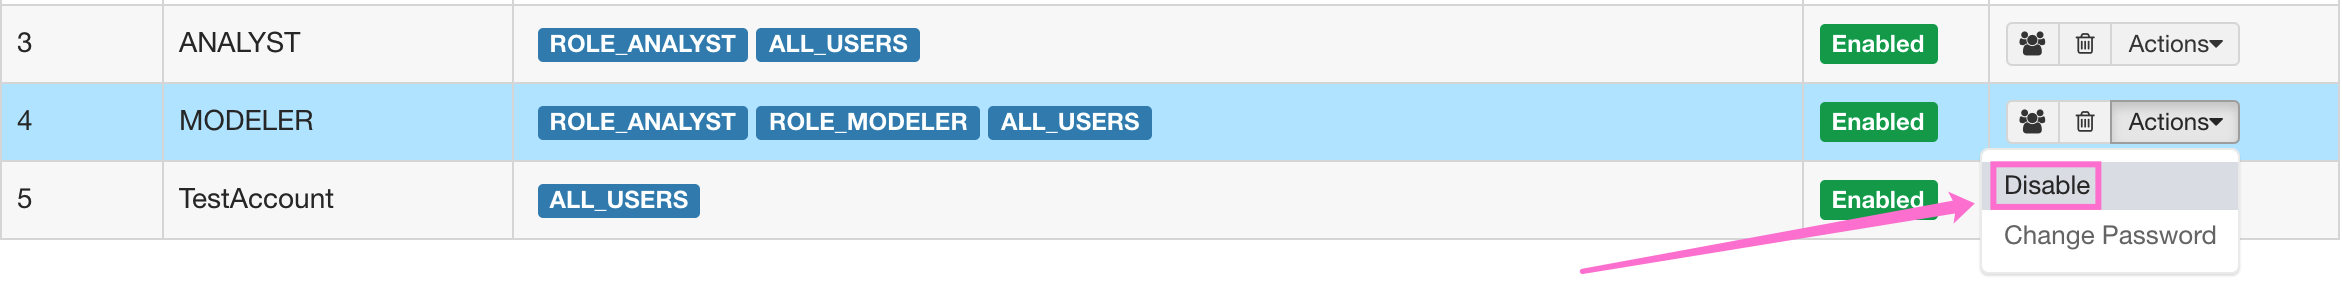 3 ANALYST ROLE_ANALYST ALL_USERS Enabled Actions
4 MODELER ROLE_ANALYST ROLE_MODELER ALL_USERS Enabled Actions
Disable
5 TestAccount ALL_USERS Enabled
Change Password